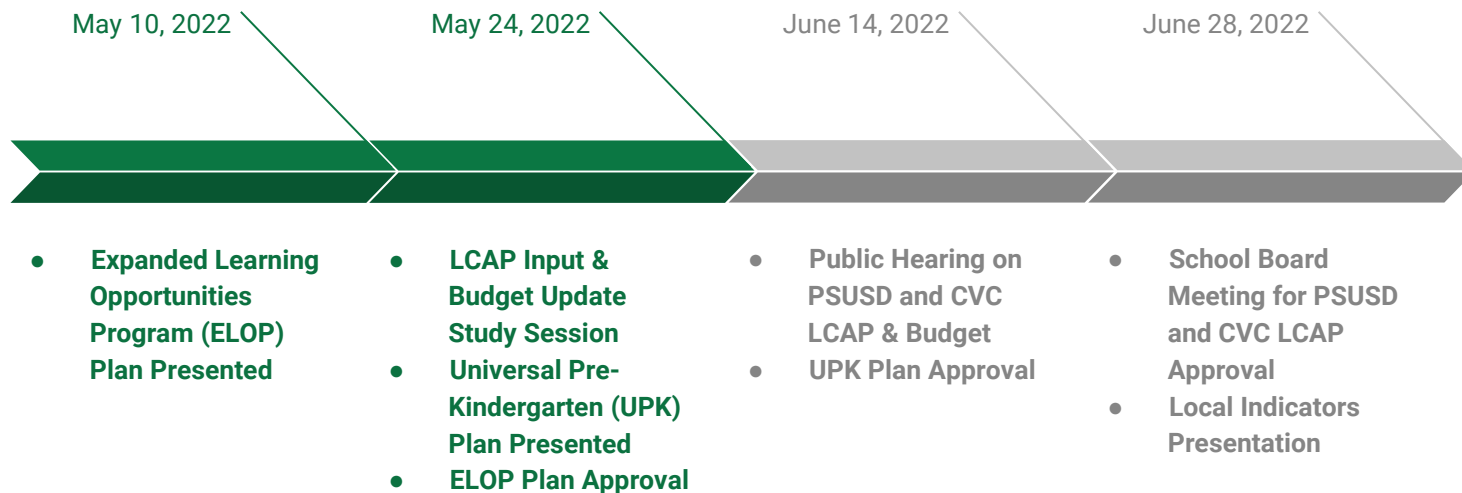 May 10, 2022
May 24, 2022
June 14, 2022
June 28, 2022
● Expanded Learning
Opportunities
Program (ELOP)
Plan Presented
● LCAP Input &
Budget Update
Study Session
● Universal Pre-
Kindergarten (UPK)
Plan Presented
● ELOP Plan Approval
● Public Hearing on
PSUSD and CVC
LCAP & Budget
● UPK Plan Approval
● School Board
Meeting for PSUSD
and CVC LCAP
Approval
● Local Indicators
Presentation